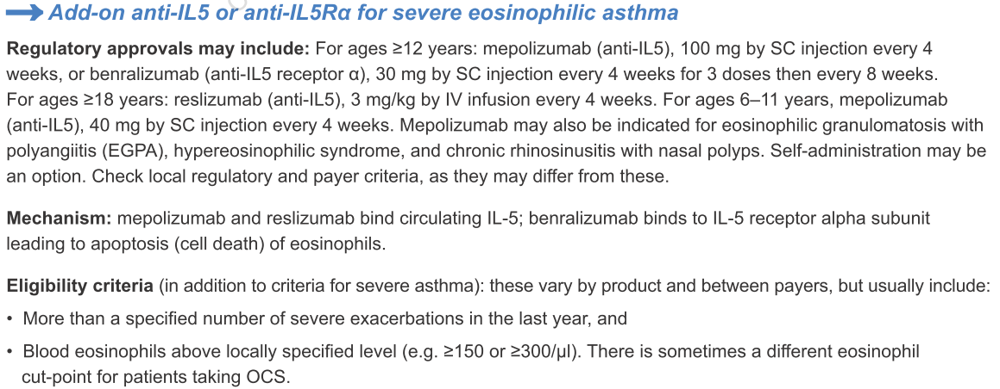 Add-on anti-IL5 or anti-IL5Rα for severe eosinophilic asthma
Regulatory approvals may include: For ages ≥12 years: mepolizumab (anti-IL5), 100 mg by SC injection every 4
weeks, or benralizumab (anti-IL5 receptor α), 30 mg by SC injection every 4 weeks for 3 doses then every 8 weeks.
For ages ≥18 years: reslizumab (anti-IL5), 3 mg/kg by IV infusion every 4 weeks. For ages 6–11 years, mepolizumab
(anti-IL5), 40 mg by SC injection every 4 weeks. Mepolizumab may also be indicated for eosinophilic granulomatosis with
polyangiitis (EGPA), hypereosinophilic syndrome, and chronic rhinosinusitis with nasal polyps. Self-administration may be
an option. Check local regulatory and payer criteria, as they may differ from these.
Mechanism: mepolizumab and reslizumab bind circulating IL-5; benralizumab binds to IL-5 receptor alpha subunit
leading to apoptosis (cell death) of eosinophils.
Eligibility criteria (in addition to criteria for severe asthma): these vary by product and between payers, but usually include:
• More than a specified number of severe exacerbations in the last year, and
• Blood eosinophils above locally specified level (e.g. ≥150 or ≥300/μl). There is sometimes a different eosinophil
cut-point for patients taking OCS.